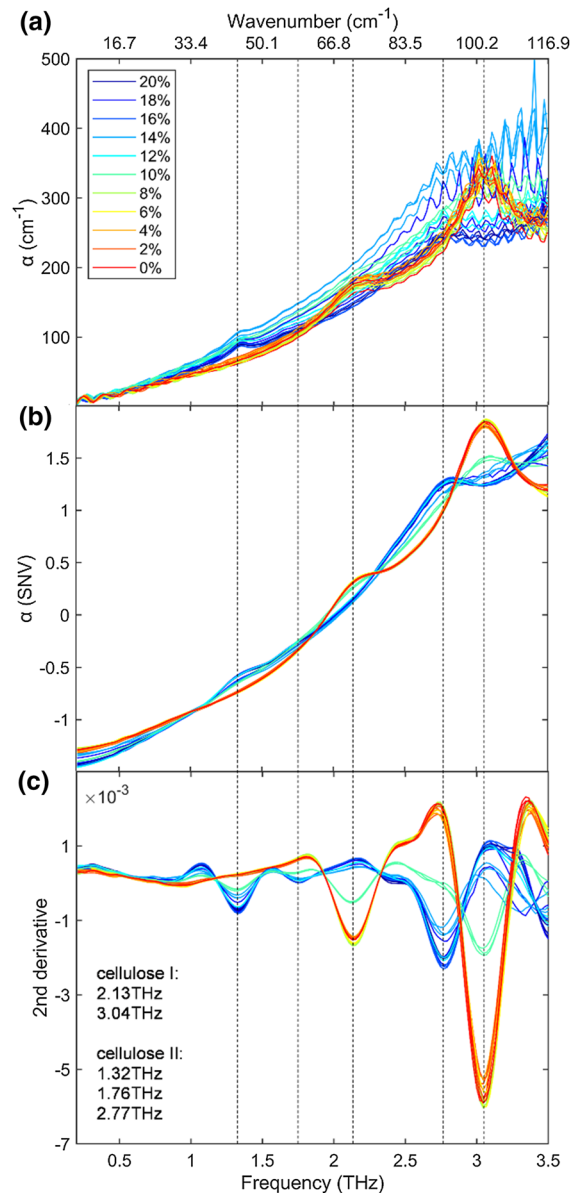 (a)
Wavenumber (cm⁻¹)
16.7 33.4 50.1 66.8 83.5 100.2 116.9
500
400
300
200
100
α (cm⁻¹)
20%
18%
16%
14%
12%
10%
8%
6%
4%
2%
0%
(b)
1.5
1
0.5
0
-0.5
-1
α (SNV)
(c)
×10⁻³
1
-1
-3
-5
-7
2nd derivative
cellulose I:
2.13THz
3.04THz
cellulose II:
1.32THz
1.76THz
2.77THz
0.5 1 1.5 2 2.5 3 3.5
Frequency (THz)